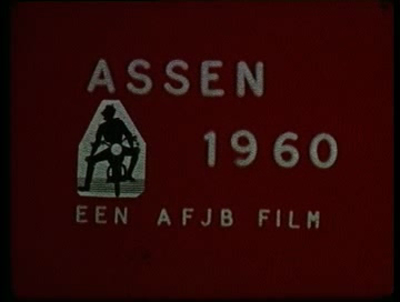 ASSEN
1960
EEN AFJB FILM